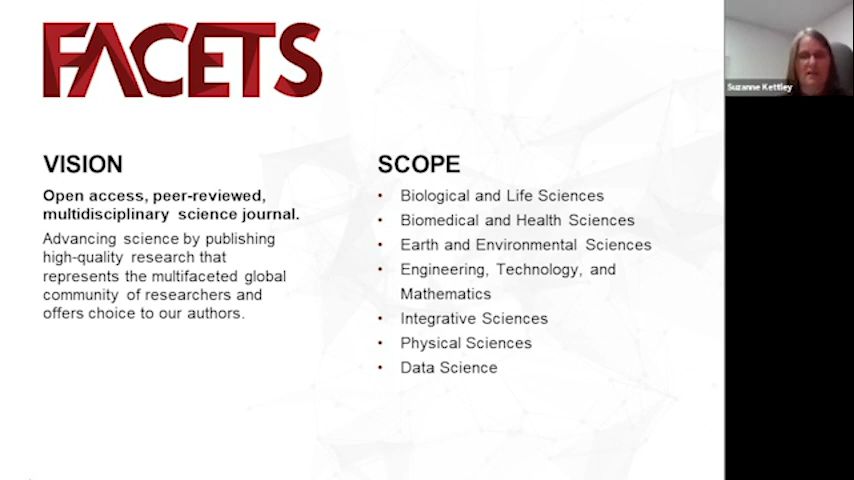 FACETS
VISION
Open access, peer-reviewed,
multidisciplinary science journal.
Advancing science by publishing
high-quality research that
represents the multifaceted global
community of researchers and
offers choice to our authors.
SCOPE
• Biological and Life Sciences
• Biomedical and Health Sciences
• Earth and Environmental Sciences
• Engineering, Technology, and
Mathematics
• Integrative Sciences
• Physical Sciences
• Data Science
Suzanne Kettley